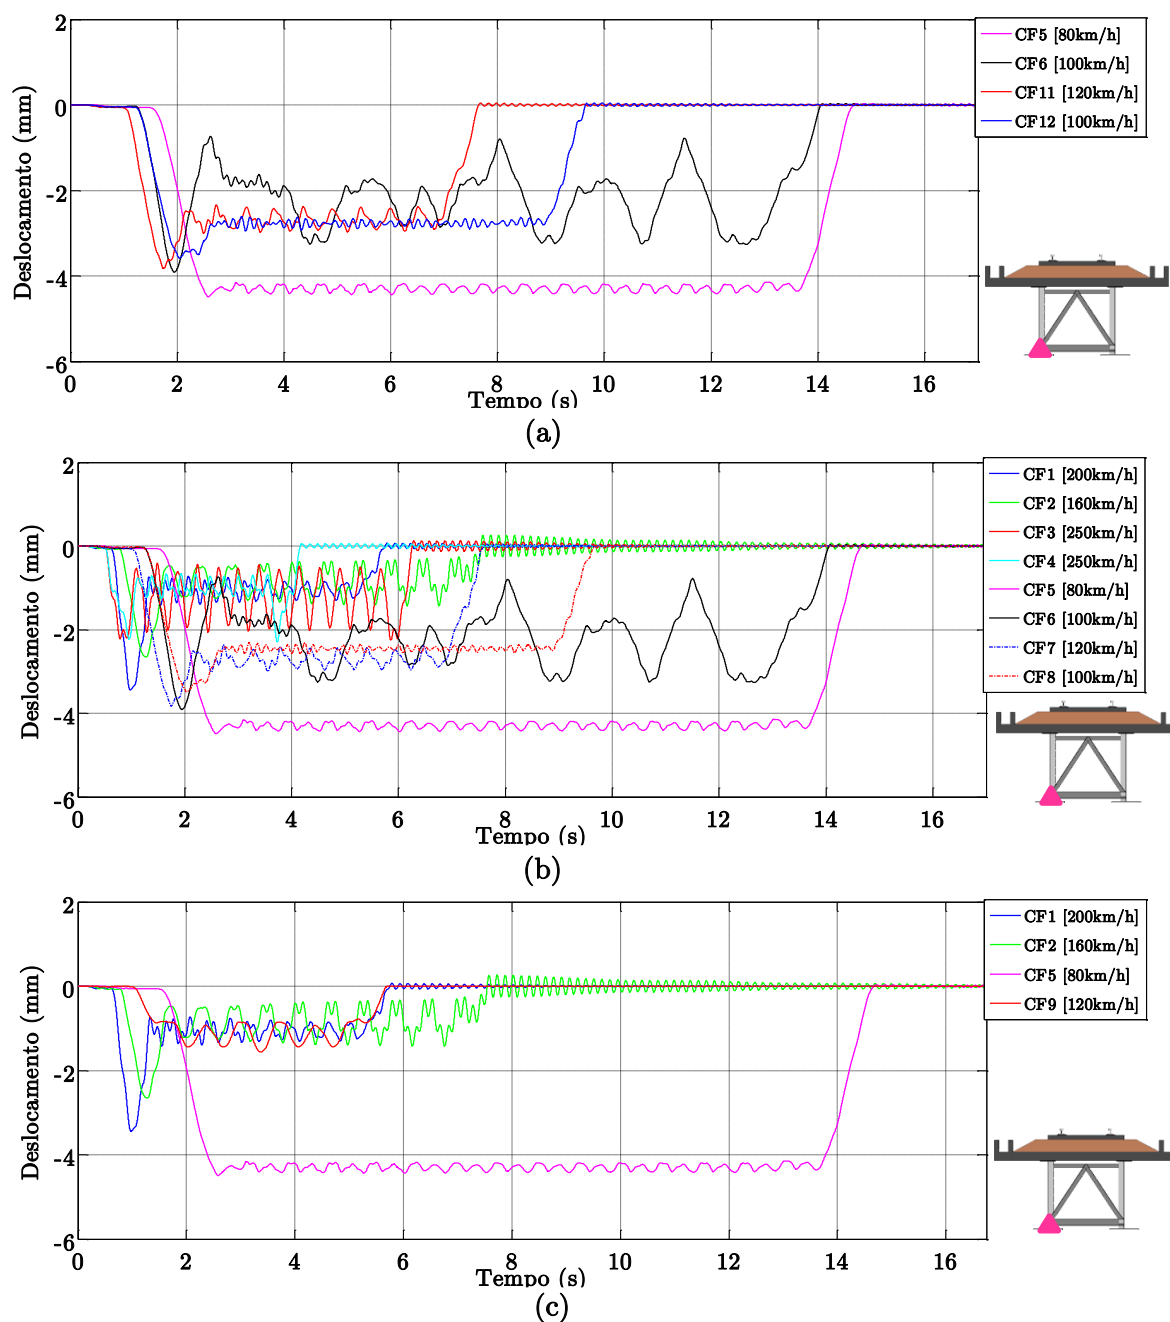 2
0
-2
-4
-6
Deslocamento (mm)
0 2 4 6 8 10 12 14 16
Tempo (s)
CF5 [80km/h]
CF6 [100km/h]
CF11 [120km/h]
CF12 [100km/h]
(a)
2
0
-2
-4
-6
Deslocamento (mm)
0 2 4 6 8 10 12 14 16
Tempo (s)
CF1 [200km/h]
CF2 [160km/h]
CF3 [250km/h]
CF4 [250km/h]
CF5 [80km/h]
CF6 [100km/h]
CF7 [120km/h]
CF8 [100km/h]
(b)
2
0
-2
-4
-6
Deslocamento (mm)
0 2 4 6 8 10 12 14 16
Tempo (s)
CF1 [200km/h]
CF2 [160km/h]
CF5 [80km/h]
CF9 [120km/h]
(c)